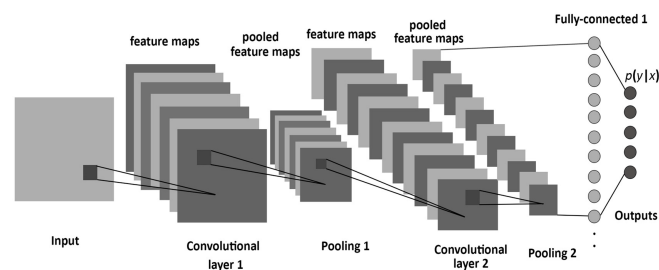 feature maps
pooled
feature maps
feature maps
pooled
feature maps
Fully-connected 1
p(y|x)
Input
Convolutional
layer 1
Pooling 1
Convolutional
layer 2
Pooling 2
Outputs